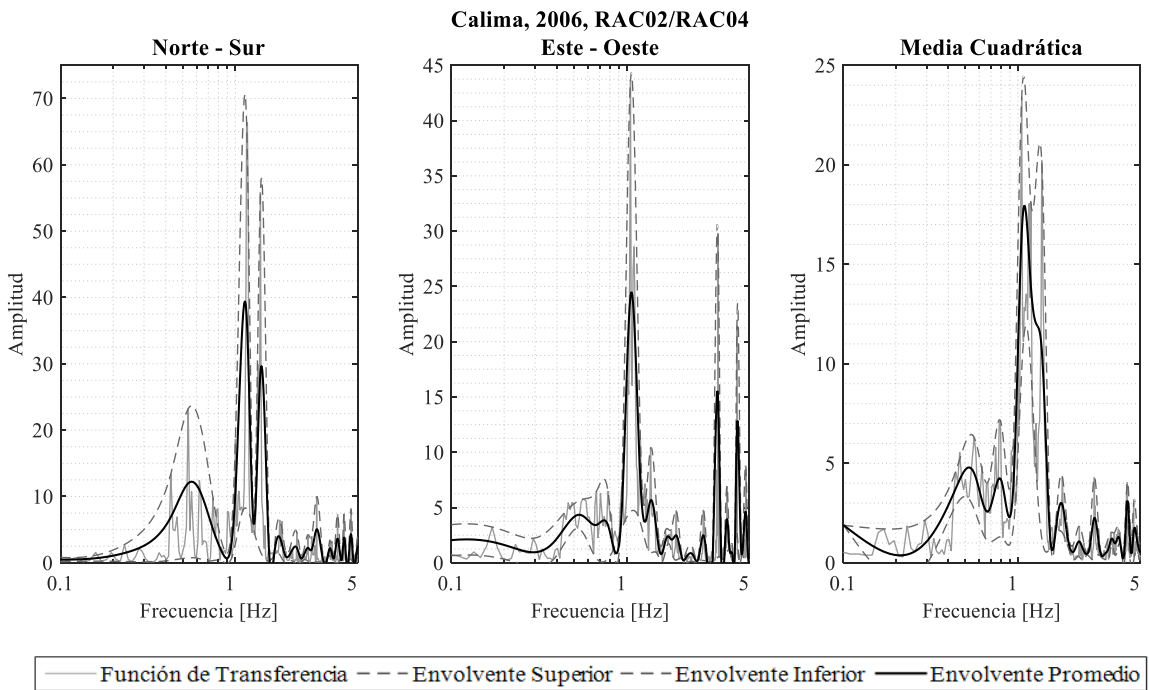 Calima, 2006, RAC02/RAC04
Norte - Sur
Este - Oeste
Media Cuadrática
Amplitud
70
60
50
40
30
20
10
0
0.1
1
5
Frecuencia [Hz]
Amplitud
45
40
35
30
25
20
15
10
5
0
0.1
1
5
Frecuencia [Hz]
Amplitud
25
20
15
10
5
0
0.1
1
5
Frecuencia [Hz]
Función de Transferencia
Envolvente Superior
Envolvente Inferior
Envolvente Promedio